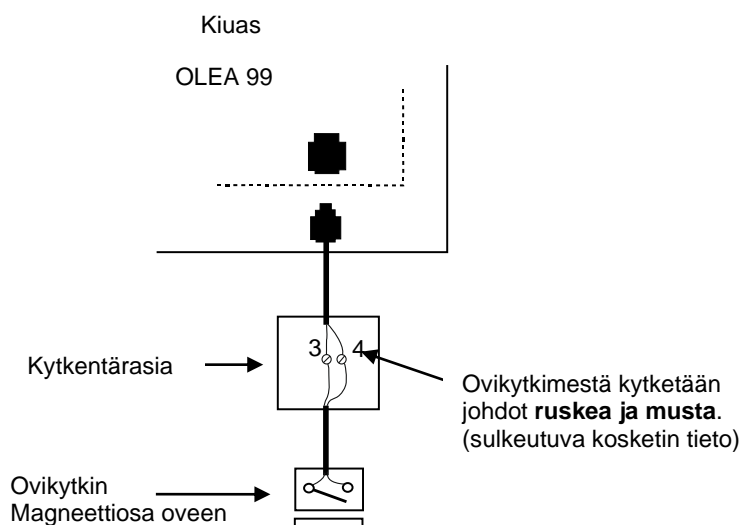 Kiuas
OLEA 99
3 4
Kytkentärasia
Ovikytkimestä kytketään
johdot ruskea ja musta.
(sulkeutuva kosketin tieto)
Ovikytkin
Magneettiosa oveen